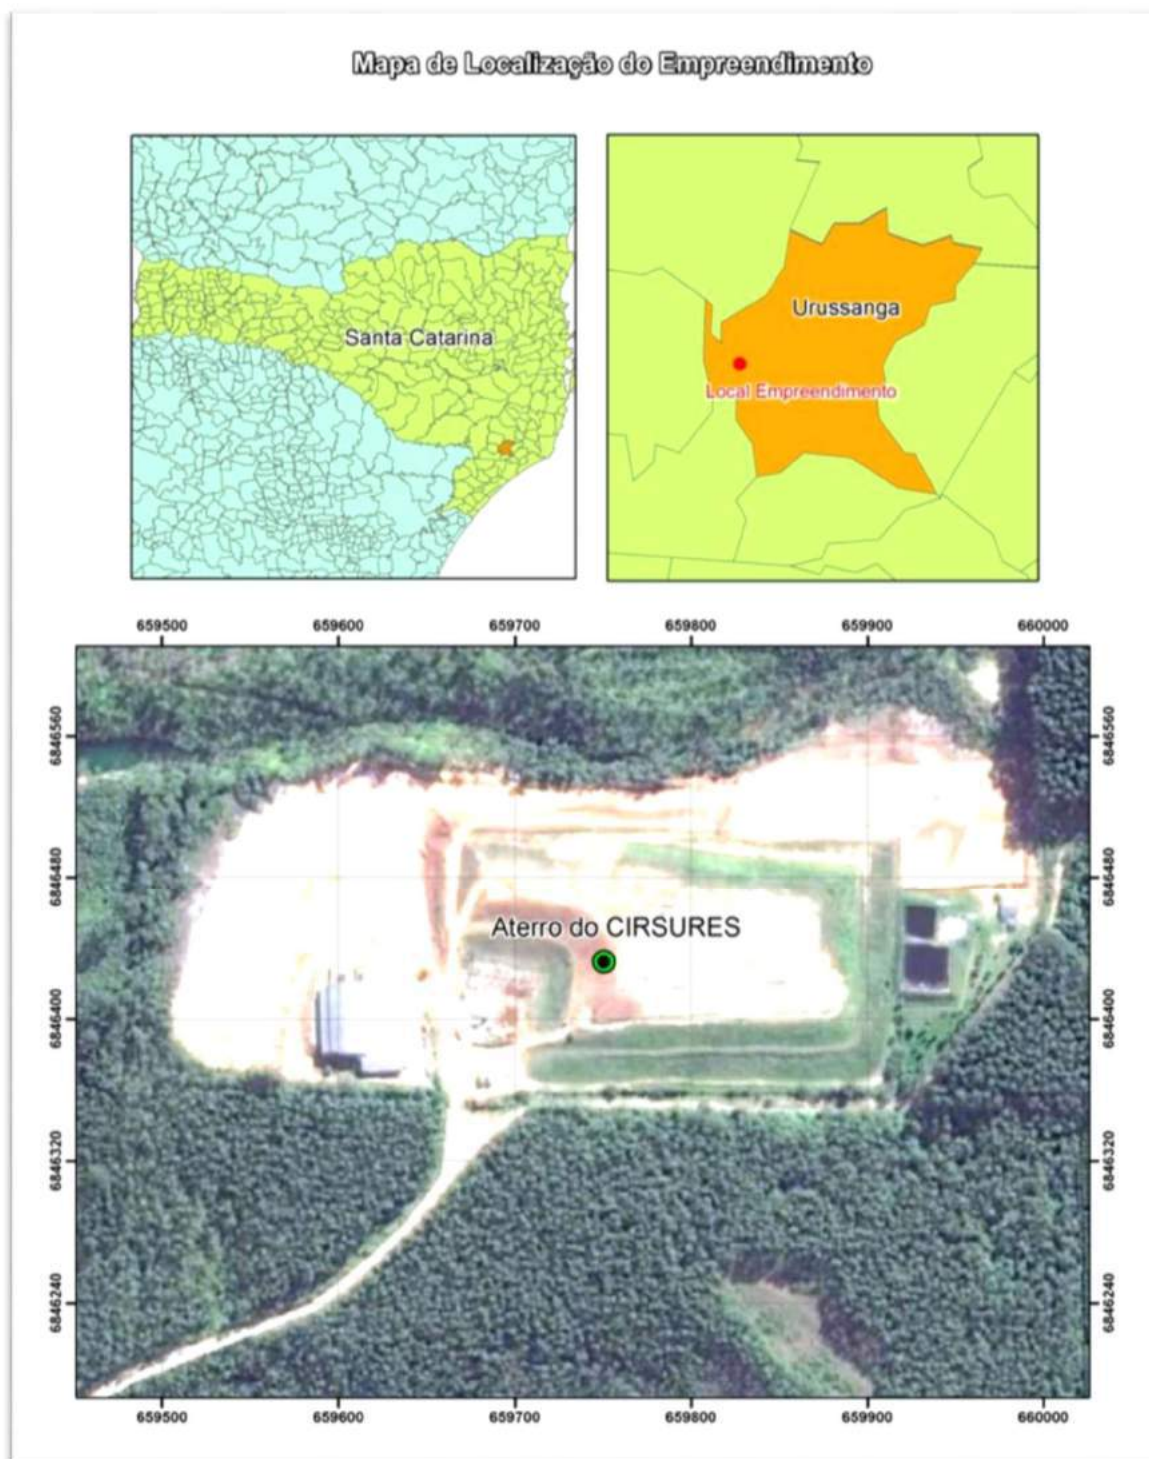 Mapa de Localização do Empreendimento
Santa Catarina
Urussanga
Local Empreendimento
659500 659600 659700 659800 659900 660000
6846560 6846560
6846480 6846480
Aterro do CIRSURES
6846400 6846400
6846320 6846320
6846240 6846240
659500 659600 659700 659800 659900 660000